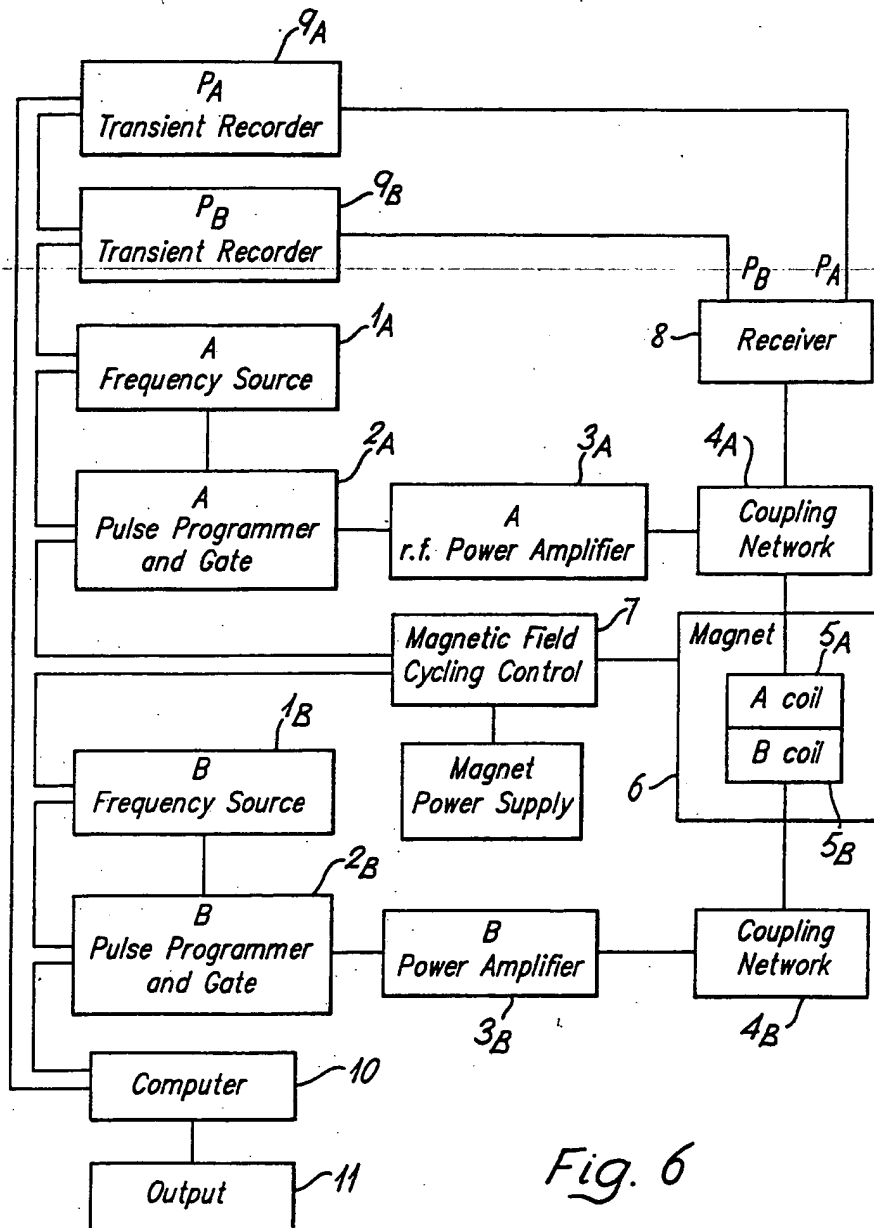 9A
PA
Transient Recorder
9B
PB
Transient Recorder
PB PA
1A
A
Frequency Source
8
Receiver
2A
A
Pulse Programmer
and Gate
3A
A
r.f. Power Amplifier
4A
Coupling
Network
7
Magnetic Field
Cycling Control
Magnet
5A
A coil
B coil
6
5B
1B
B
Frequency Source
Magnet
Power Supply
2B
B
Pulse Programmer
and Gate
B
Power Amplifier
3B
Coupling
Network
4B
Computer
10
Output
11
Fig. 6